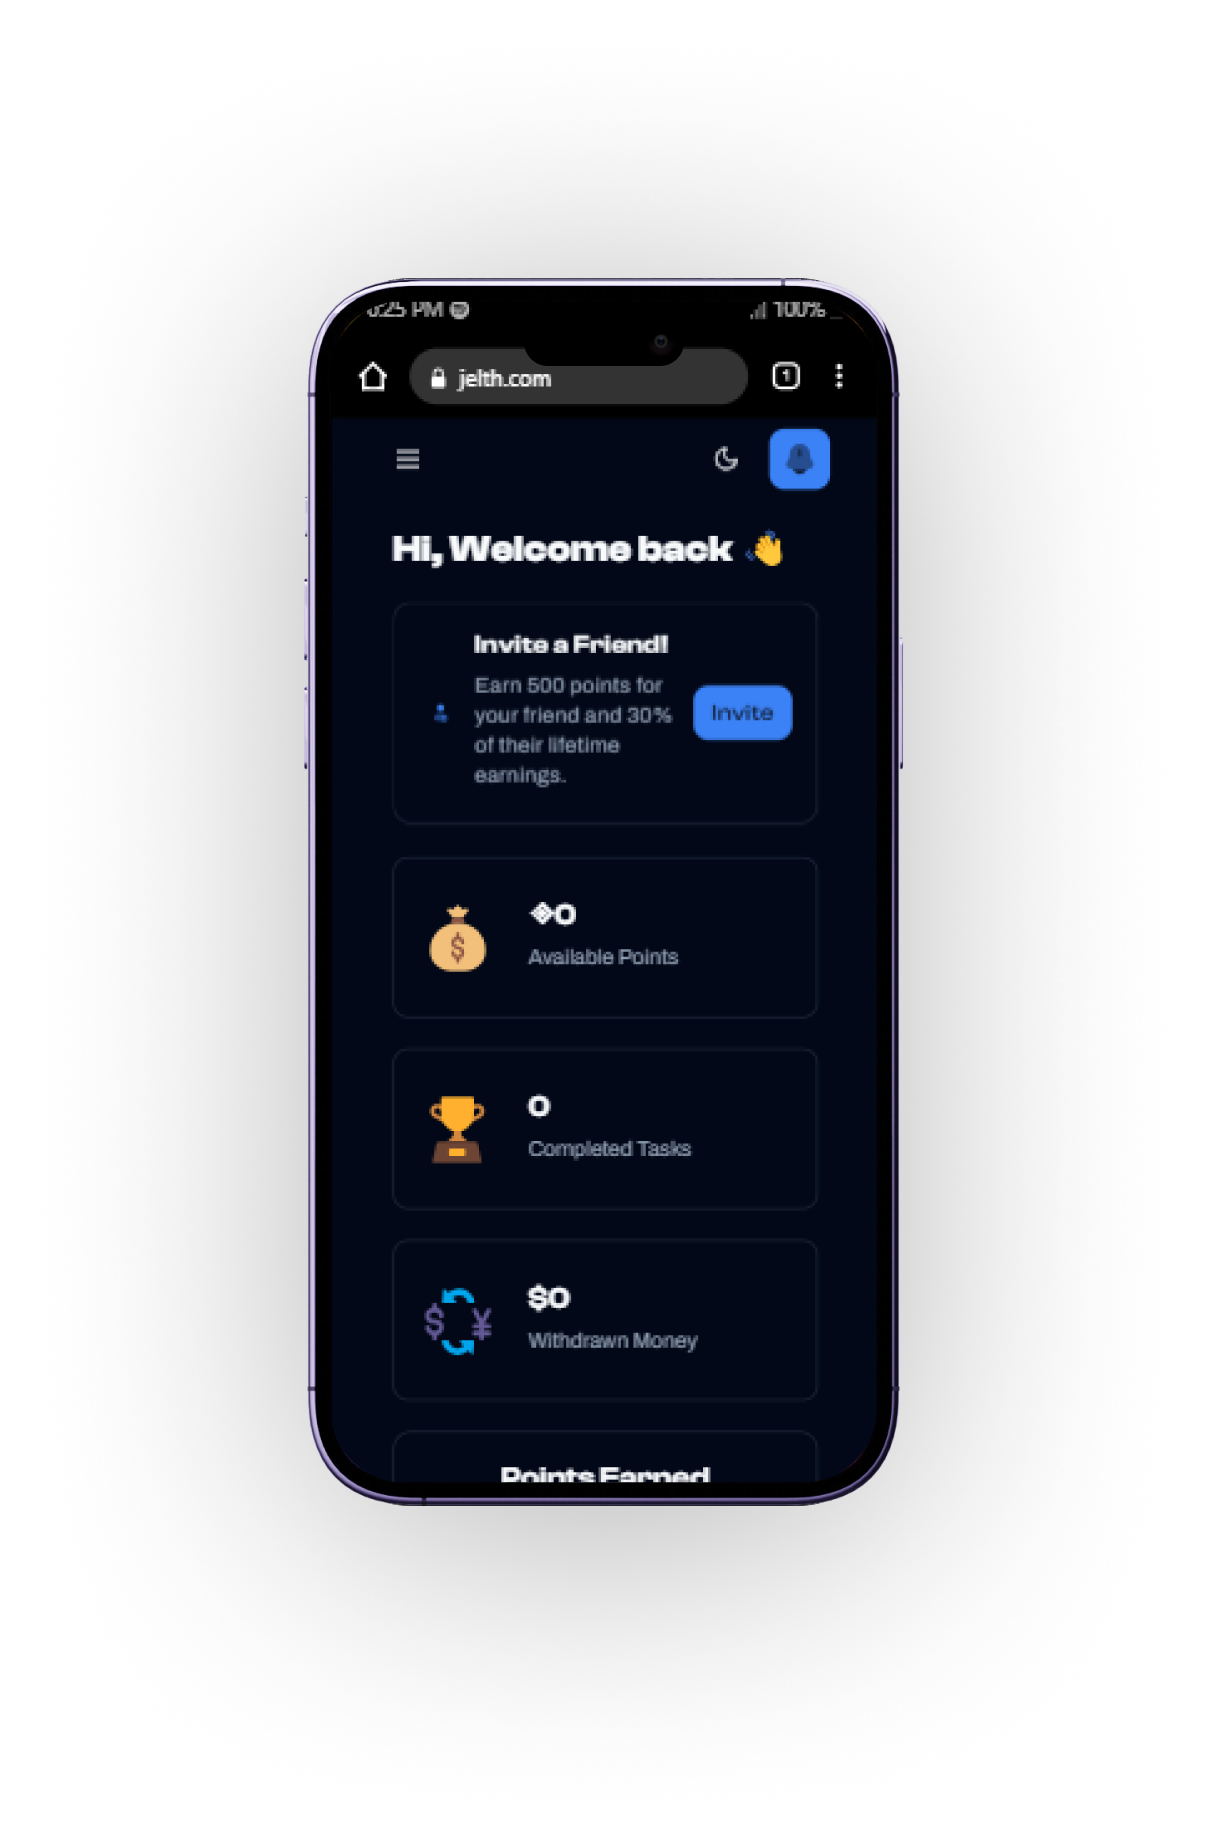 :25 PM 100%
jelth.com 1
Hi, Welcome back 👋
Invite a Friend!
Earn 500 points for
your friend and 30%
of their lifetime
earnings.
Invite
0
Available Points
0
Completed Tasks
$0
Withdrawn Money
Points Earned